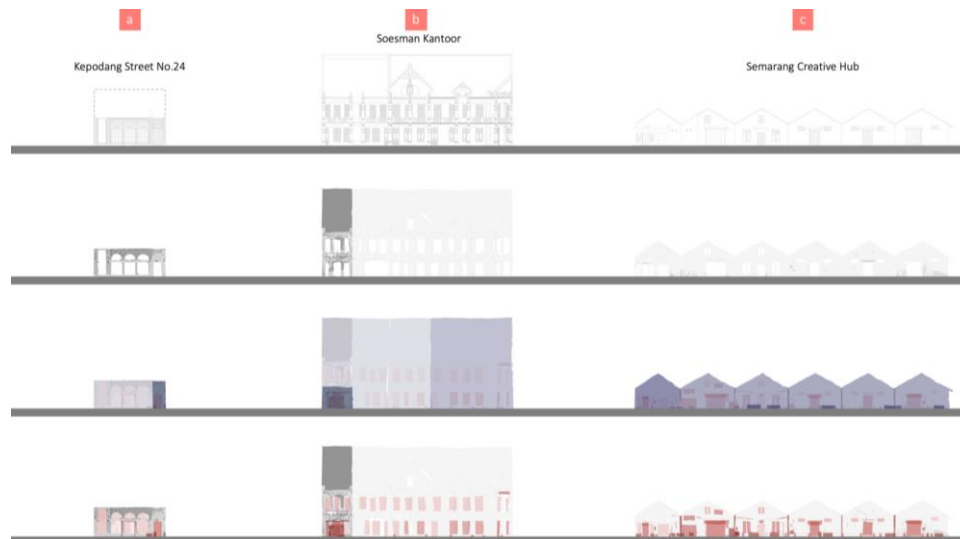 a
b
c
Soesman Kantoor
Kepodang Street No.24
Semarang Creative Hub